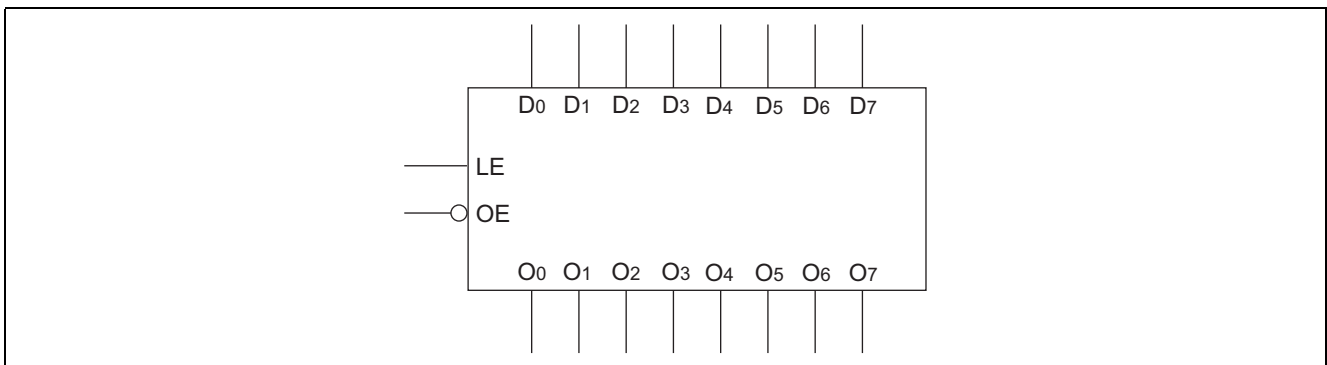 D0 D1 D2 D3 D4 D5 D6 D7
LE
OE
O0 O1 O2 O3 O4 O5 O6 O7